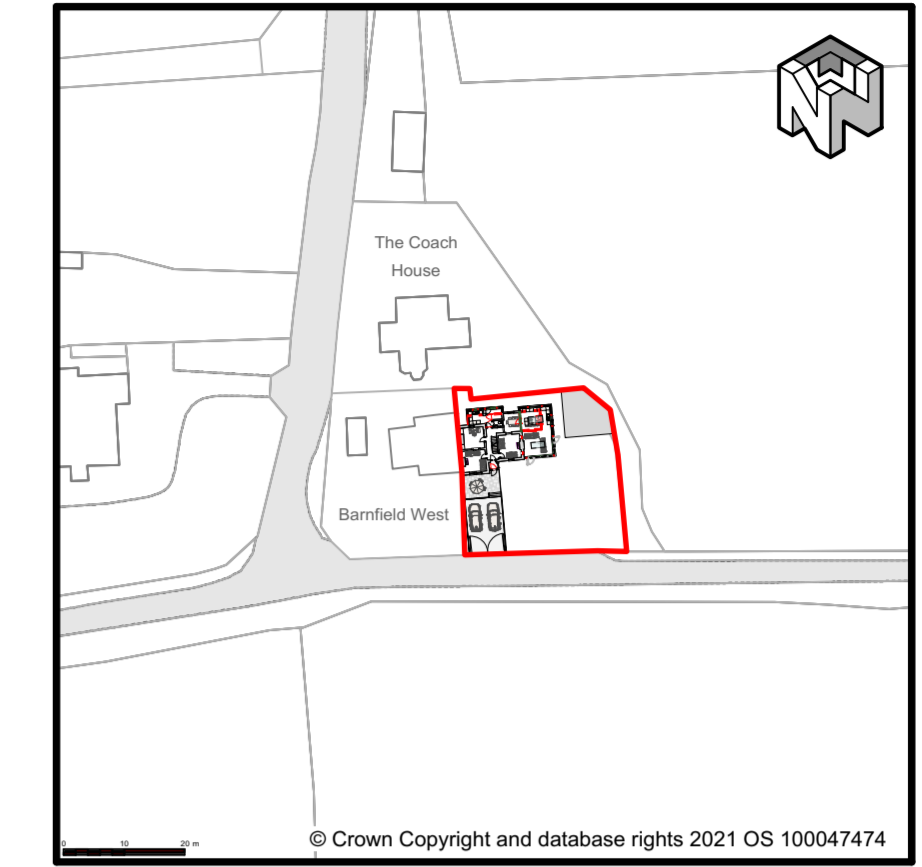 The Coach
House
Barnfield West
0 10 20 m
© Crown Copyright and database rights 2021 OS 100047474